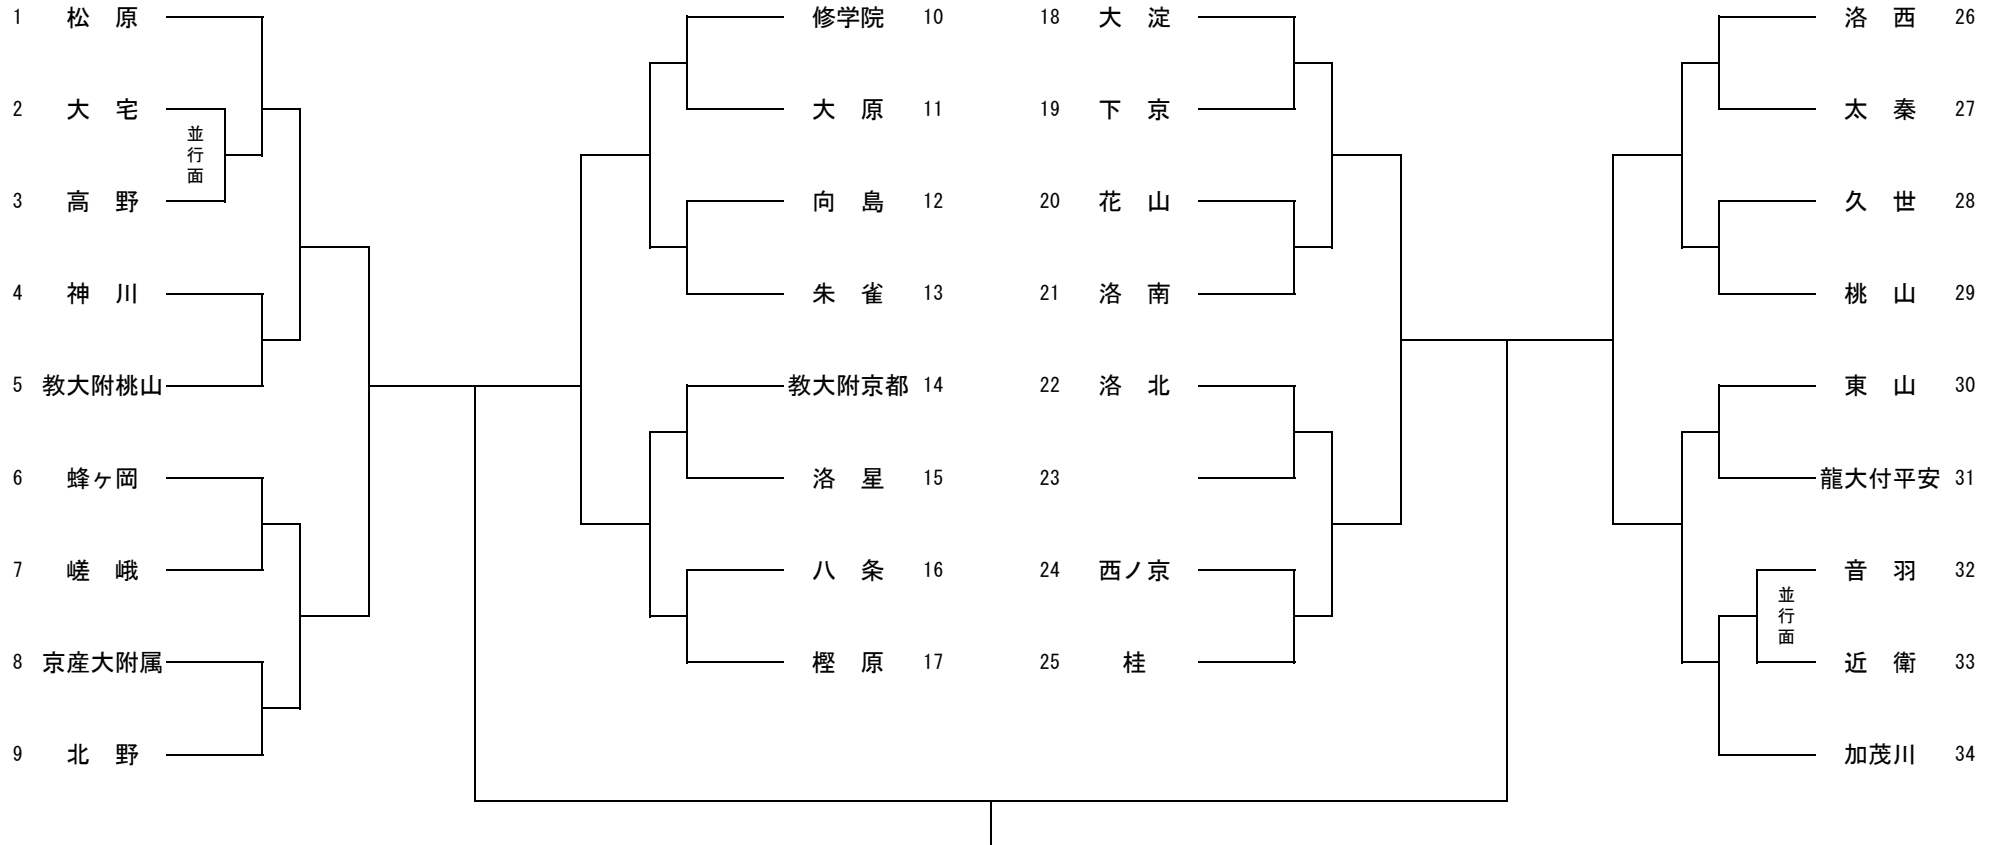 1 松　原
2 大　宅
並行面
3 高　野
4 神　川
5 教大附桃山
6 蜂ヶ岡
7 嵯　峨
8 京産大附属
9 北　野
修学院 10
大　原 11
向　島 12
朱　雀 13
教大附京都 14
洛　星 15
八　条 16
樫　原 17
18 大　淀
19 下　京
20 花　山
21 洛　南
22 洛　北
23
24 西ノ京
25 桂
洛　西 26
太　秦 27
久　世 28
桃　山 29
東　山 30
龍大付平安 31
音　羽 32
並行面
近　衛 33
加茂川 34